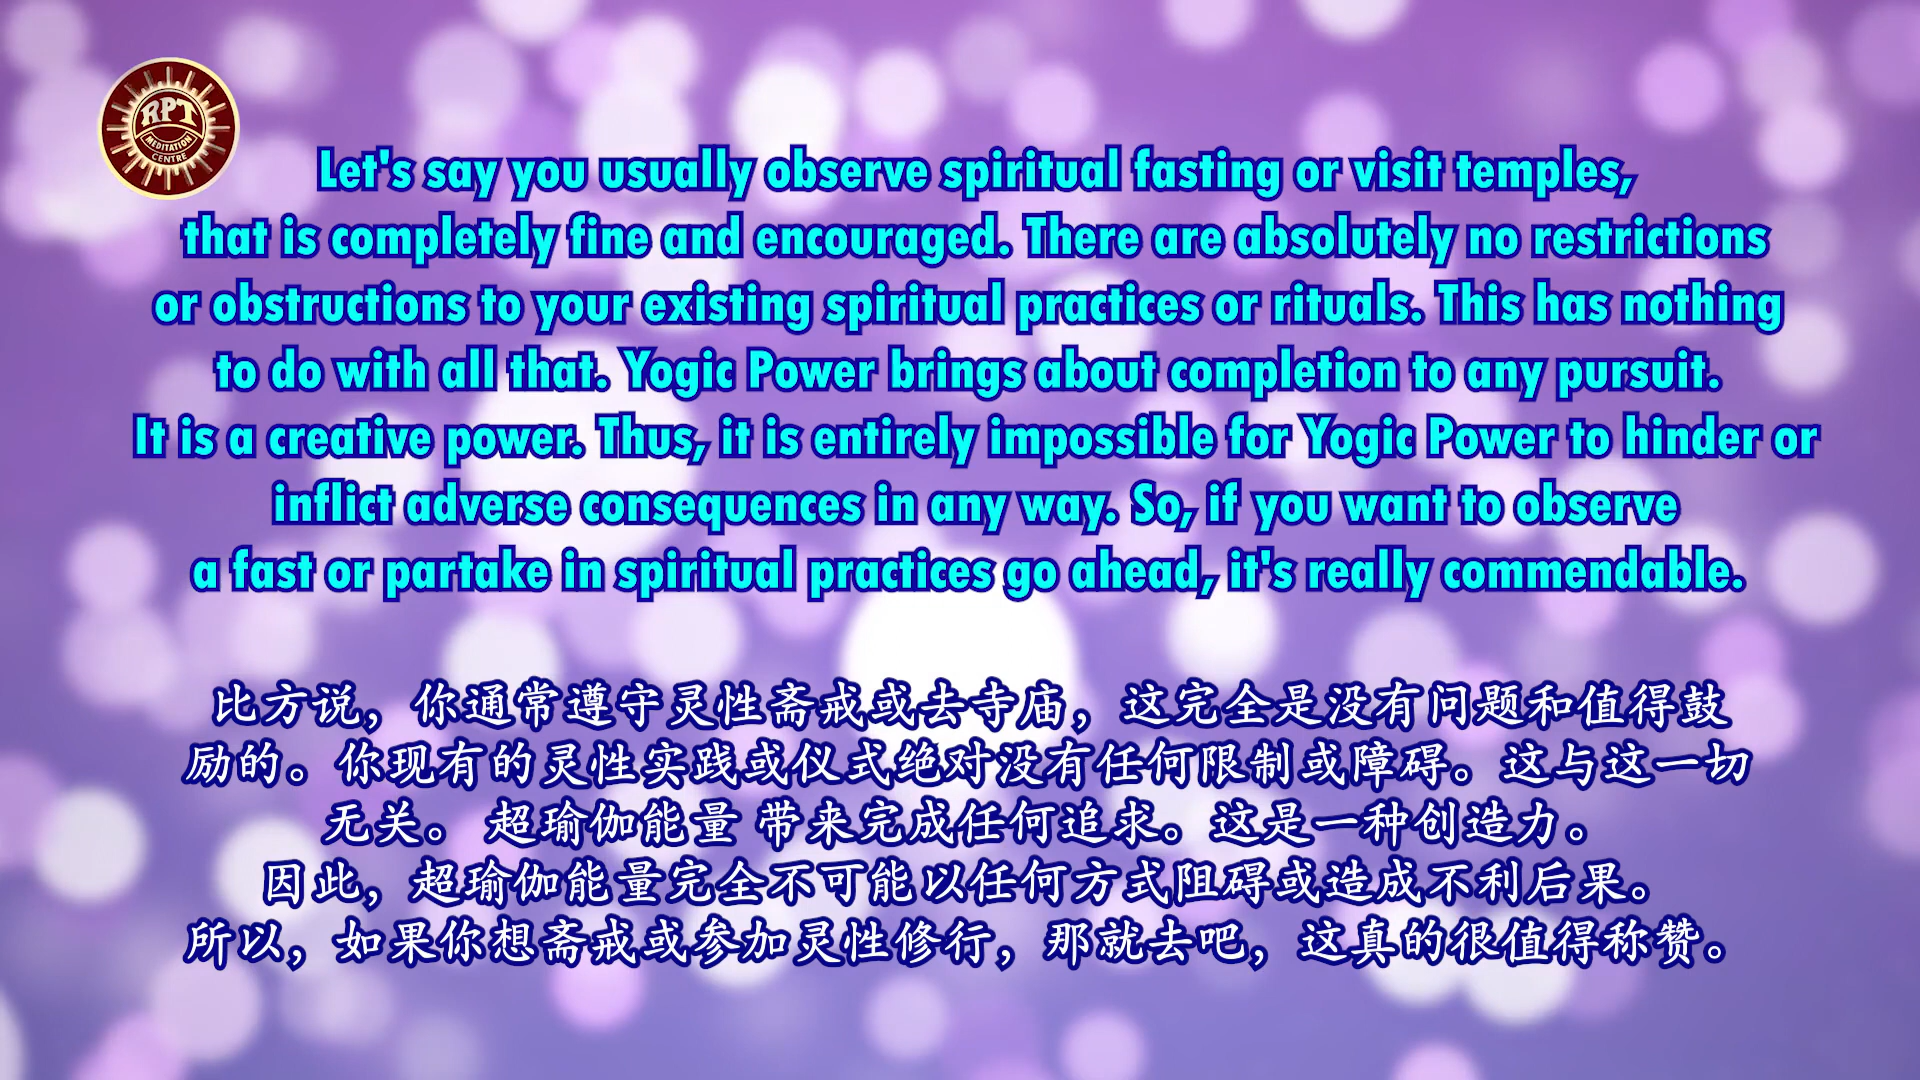 RPT
MEDITATION
CENTRE
Let's say you usually observe spiritual fasting or visit temples,
that is completely fine and encouraged. There are absolutely no restrictions
or obstructions to your existing spiritual practices or rituals. This has nothing
to do with all that. Yogic Power brings about completion to any pursuit.
It is a creative power. Thus, it is entirely impossible for Yogic Power to hinder or
inflict adverse consequences in any way. So, if you want to observe
a fast or partake in spiritual practices go ahead, it's really commendable.
比方说，你通常遵守灵性斋戒或去寺庙，这完全是没有问题和值得鼓
励的。你现有的灵性实践或仪式绝对没有任何限制或障碍。这与这一切
无关。 超瑜伽能量 带来完成任何追求。这是一种创造力。
因此，超瑜伽能量完全不可能以任何方式阻碍或造成不利后果。
所以，如果你想斋戒或参加灵性修行，那就去吧，这真的很值得称赞。